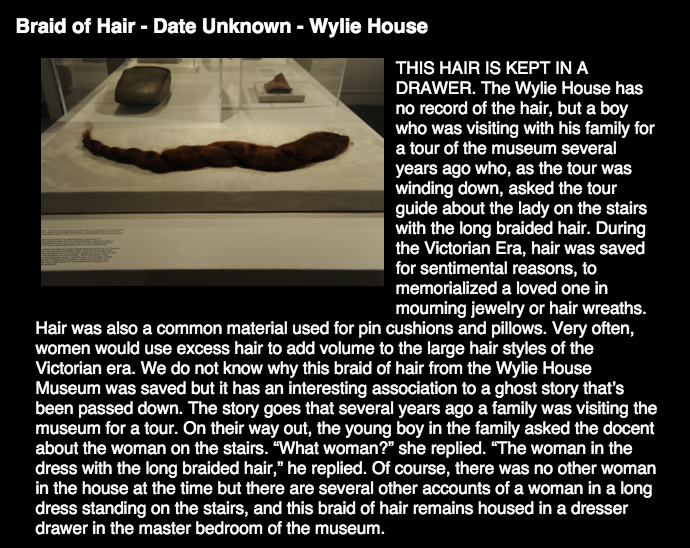 Braid of Hair - Date Unknown - Wylie House
THIS HAIR IS KEPT IN A
DRAWER. The Wylie House has
no record of the hair, but a boy
who was visiting with his family for
a tour of the museum several
years ago who, as the tour was
winding down, asked the tour
guide about the lady on the stairs
with the long braided hair. During
the Victorian Era, hair was saved
for sentimental reasons, to
memorialized a loved one in
mourning jewelry or hair wreaths.
Hair was also a common material used for pin cushions and pillows. Very often,
women would use excess hair to add volume to the large hair styles of the
Victorian era. We do not know why this braid of hair from the Wylie House
Museum was saved but it has an interesting association to a ghost story that’s
been passed down. The story goes that several years ago a family was visiting the
museum for a tour. On their way out, the young boy in the family asked the docent
about the woman on the stairs. “What woman?” she replied. “The woman in the
dress with the long braided hair,” he replied. Of course, there was no other woman
in the house at the time but there are several other accounts of a woman in a long
dress standing on the stairs, and this braid of hair remains housed in a dresser
drawer in the master bedroom of the museum.